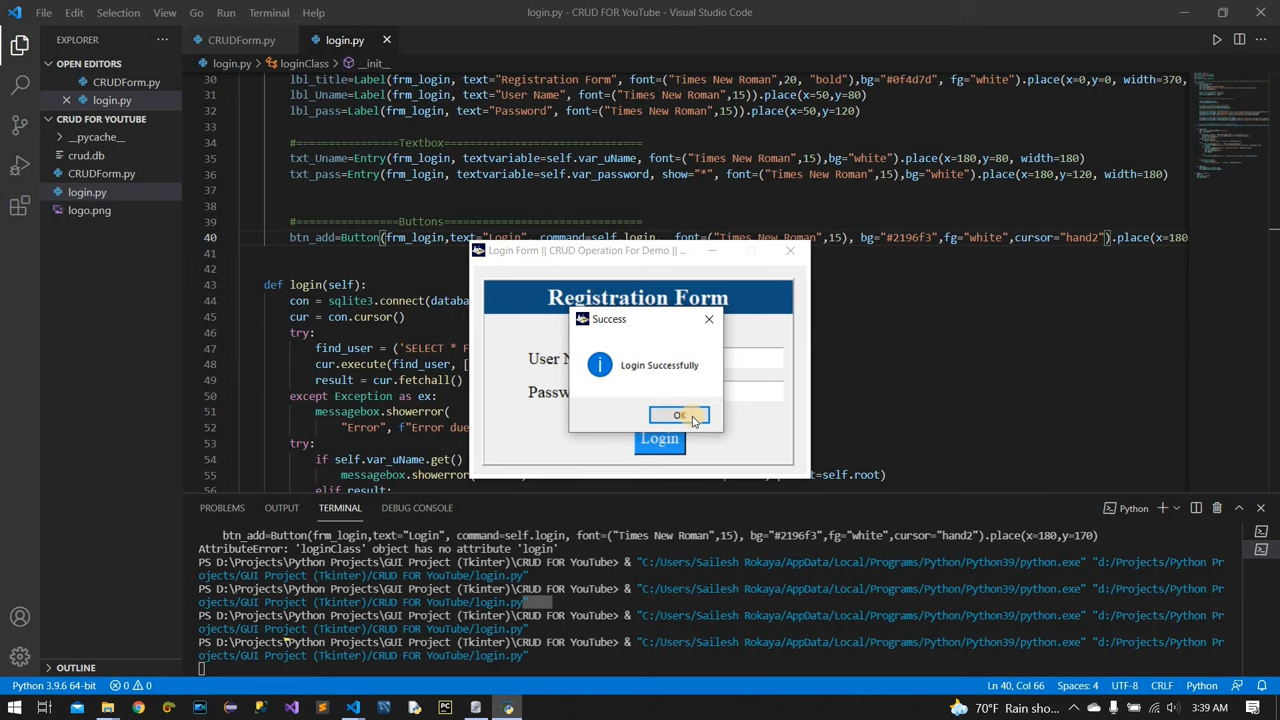 File Edit Selection View Go Run Terminal Help
login.py - CRUD FOR YouTube - Visual Studio Code
EXPLORER
OPEN EDITORS
CRUDForm.py
login.py
CRUD FOR YOUTUBE
__pycache__
crud.db
CRUDForm.py
login.py
logo.png
OUTLINE
CRUDForm.py login.py
login.py > loginClass > __init__
30 lbl_title=Label(frm_login, text="Registration Form", font=("Times New Roman",20, "bold"),bg="#0f4d7d", fg="white").place(x=0,y=0, width=370,
31 lbl_Uname=Label(frm_login, text="User Name", font=("Times New Roman",15)).place(x=50,y=80)
32 lbl_pass=Label(frm_login, text="Password", font=("Times New Roman",15)).place(x=50,y=120)
33
34 #================Textbox==============================
35 txt_Uname=Entry(frm_login, textvariable=self.var_uName, font=("Times New Roman",15),bg="white").place(x=180,y=80, width=180)
36 txt_pass=Entry(frm_login, textvariable=self.var_password, show="*", font=("Times New Roman",15),bg="white").place(x=180,y=120, width=180)
37
38
39 #================Buttons==============================
40 btn_add=Button(frm_login,text="Login", command=self.login, font=("Times New Roman",15), bg="#2196f3",fg="white",cursor="hand2").place(x=180
41
42
43 def login(self):
44 con = sqlite3.connect(databa
45 cur = con.cursor()
46 try:
47 find_user = ('SELECT * F
48 cur.execute(find_user, [
49 result = cur.fetchall()
50 except Exception as ex:
51 messagebox.showerror(
52 "Error", f"Error due
53 try:
54 if self.var_uName.get()
55 messagebox.showerror( t=self.root)
56 elif result:
Login Form || CRUD Operation For Demo || ...
Registration Form
User N
Passw
Login
Success
Login Successfully
OK
PROBLEMS OUTPUT TERMINAL DEBUG CONSOLE
Python
btn_add=Button(frm_login,text="Login", command=self.login, font=("Times New Roman",15), bg="#2196f3",fg="white",cursor="hand2").place(x=180,y=170)
AttributeError: 'loginClass' object has no attribute 'login'
PS D:\Projects\Python Projects\GUI Project (Tkinter)\CRUD FOR YouTube> & "C:/Users/Sailesh Rokaya/AppData/Local/Programs/Python/Python39/python.exe" "d:/Projects/Python Pr
ojects/GUI Project (Tkinter)/CRUD FOR YouTube/login.py"
PS D:\Projects\Python Projects\GUI Project (Tkinter)\CRUD FOR YouTube> & "C:/Users/Sailesh Rokaya/AppData/Local/Programs/Python/Python39/python.exe" "d:/Projects/Python Pr
ojects/GUI Project (Tkinter)/CRUD FOR YouTube/login.py"
PS D:\Projects\Python Projects\GUI Project (Tkinter)\CRUD FOR YouTube> & "C:/Users/Sailesh Rokaya/AppData/Local/Programs/Python/Python39/python.exe" "d:/Projects/Python Pr
ojects/GUI Project (Tkinter)/CRUD FOR YouTube/login.py"
PS D:\Projects\Python Projects\GUI Project (Tkinter)\CRUD FOR YouTube> & "C:/Users/Sailesh Rokaya/AppData/Local/Programs/Python/Python39/python.exe" "d:/Projects/Python Pr
ojects/GUI Project (Tkinter)/CRUD FOR YouTube/login.py"
Python 3.9.6 64-bit 0 0 Ln 40, Col 66 Spaces: 4 UTF-8 CRLF Python
70°F Rain sho... 3:39 AM